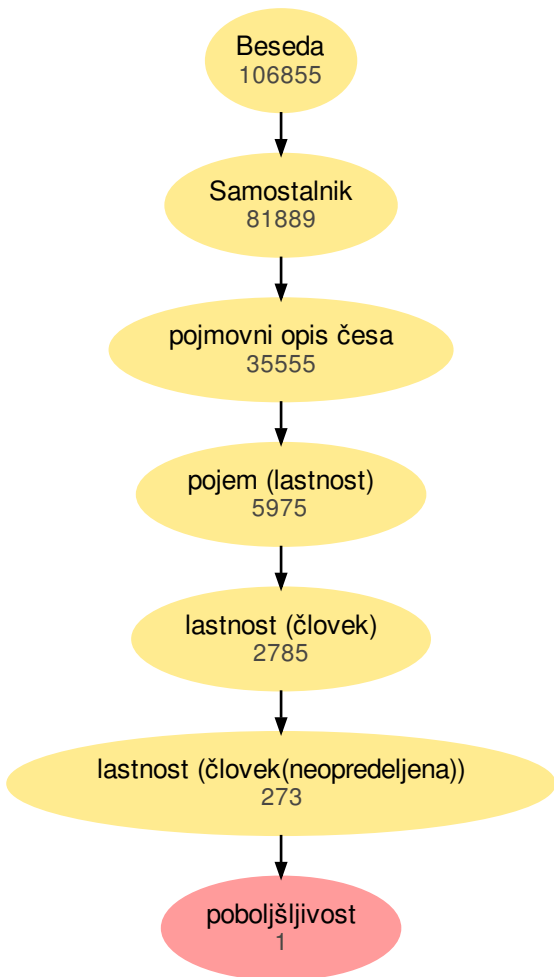 Beseda
106855
Samostalnik
81889
pojmovni opis česa
35555
pojem (lastnost)
5975
lastnost (človek)
2785
lastnost (človek(neopredeljena))
273
poboljšljivost
1